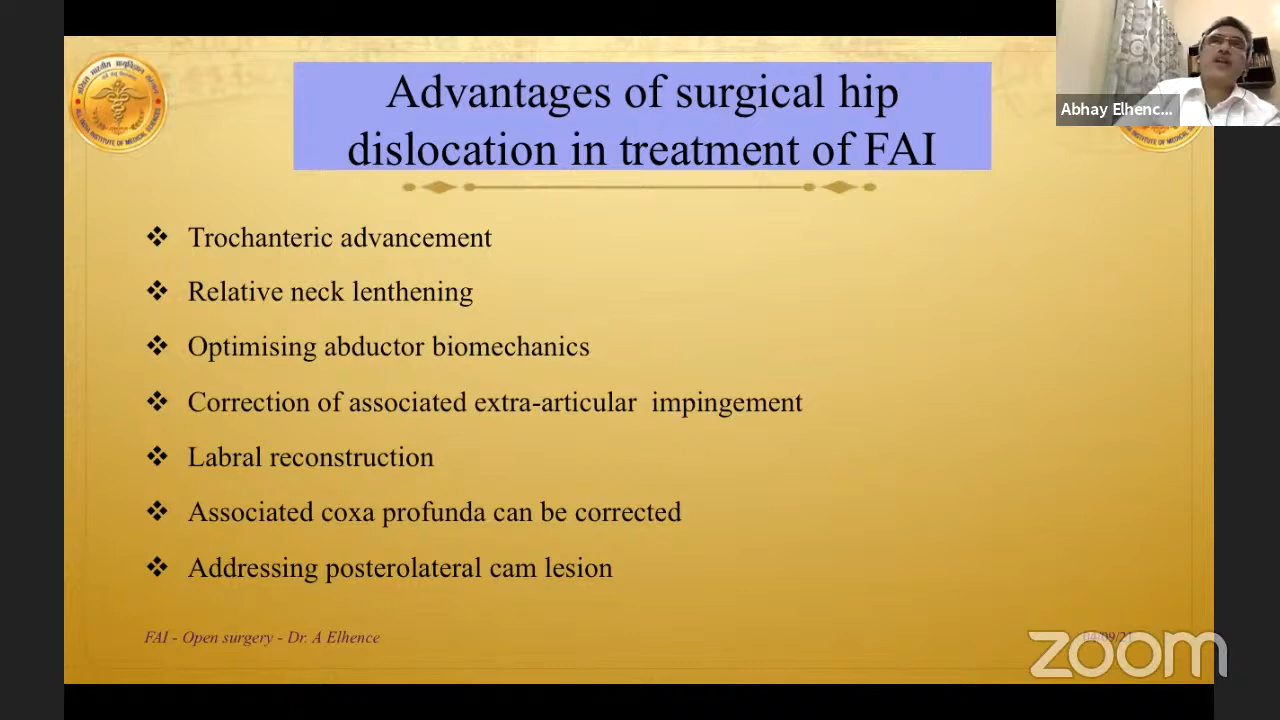 Advantages of surgical hip
dislocation in treatment of FAI
Abhay Elhenc...
❖ Trochanteric advancement
❖ Relative neck lenthening
❖ Optimising abductor biomechanics
❖ Correction of associated extra-articular impingement
❖ Labral reconstruction
❖ Associated coxa profunda can be corrected
❖ Addressing posterolateral cam lesion
FAI - Open surgery - Dr. A Elhence
zoom